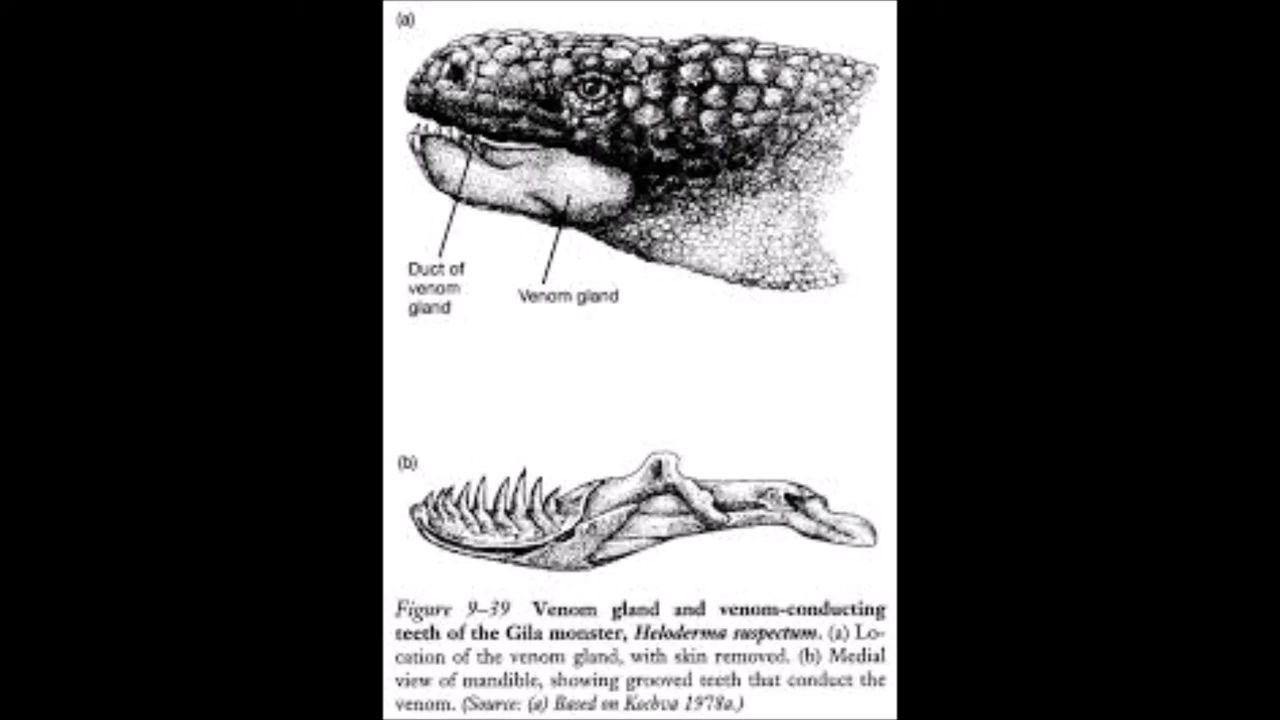 (a)
Duct of
venom
gland
Venom gland
(b)
Figure 9–39 Venom gland and venom-conducting
teeth of the Gila monster, Heloderma suspectum. (a) Lo-
cation of the venom gland, with skin removed. (b) Medial
view of mandible, showing grooved teeth that conduct the
venom. (Source: (a) Based on Kochva 1978a.)